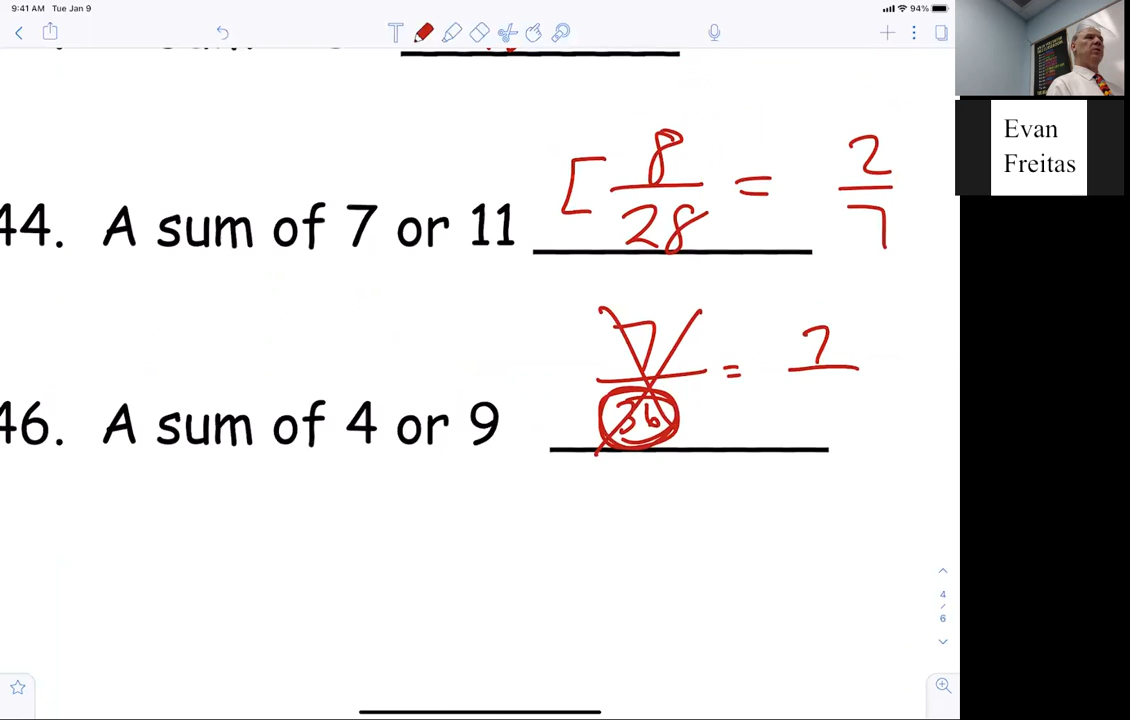 9:41 AM Tue Jan 9
94%
Evan
Freitas
44. A sum of 7 or 11
[ 8/28 = 2/7
46. A sum of 4 or 9
7/36 = 7
4
6